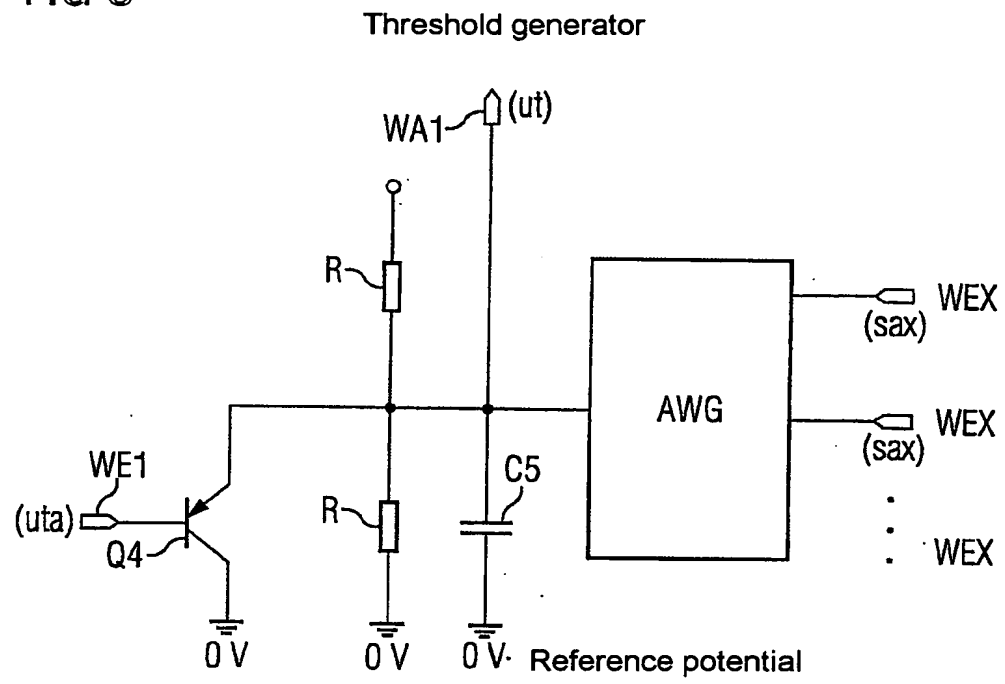 Threshold generator
WA1
(ut)
R
WEX
(sax)
AWG
WEX
(sax)
WE1
(uta)
Q4
R
C5
WEX
0 V
0 V
0 V
Reference potential